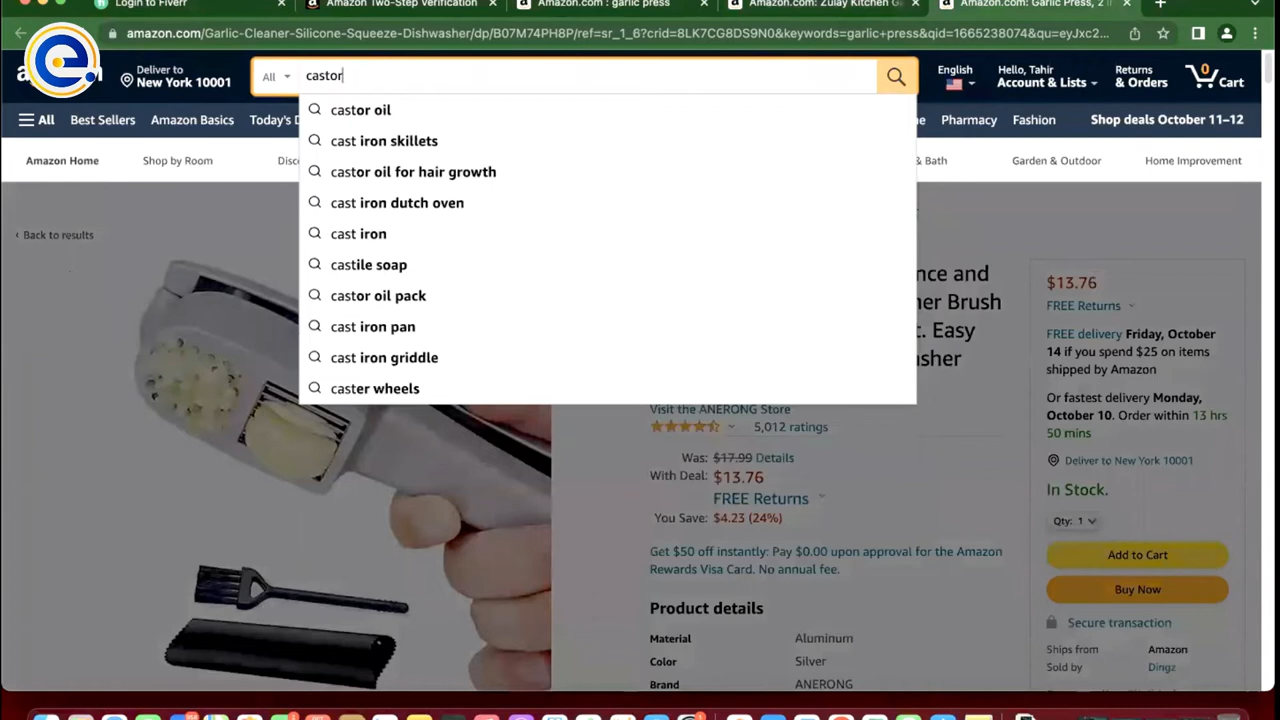 Login to Fiverr
Amazon Two-Step Verification
Amazon.com : garlic press
Amazon.com: Zulay Kitchen G
Amazon.com: Garlic Press, 2 i
amazon.com/Garlic-Cleaner-Silicone-Squeeze-Dishwasher/dp/B07M74PH8P/ref=sr_1_6?crid=8LK7CG8DS9N0&keywords=garlic+press&qid=1665238074&qu=eyJxc2...
Deliver to
New York 10001
All
castor
English
Hello, Tahir
Account & Lists
Returns
& Orders
0
Cart
All
Best Sellers
Amazon Basics
Today's D
ne
Pharmacy
Fashion
Shop deals October 11–12
Amazon Home
Shop by Room
Disc
& Bath
Garden & Outdoor
Home Improvement
castor oil
cast iron skillets
castor oil for hair growth
cast iron dutch oven
cast iron
castile soap
castor oil pack
cast iron pan
cast iron griddle
caster wheels
‹ Back to results
nce and
ner Brush
t. Easy
sher
Visit the ANERONG Store
5,012 ratings
Was: $17.99 Details
With Deal: $13.76
FREE Returns
You Save: $4.23 (24%)
Get $50 off instantly: Pay $0.00 upon approval for the Amazon
Rewards Visa Card. No annual fee.
Product details
Material Aluminum
Color Silver
Brand ANERONG
$13.76
FREE Returns
FREE delivery Friday, October
14 if you spend $25 on items
shipped by Amazon
Or fastest delivery Monday,
October 10. Order within 13 hrs
50 mins
Deliver to New York 10001
In Stock.
Qty: 1
Add to Cart
Buy Now
Secure transaction
Ships from Amazon
Sold by Dingz